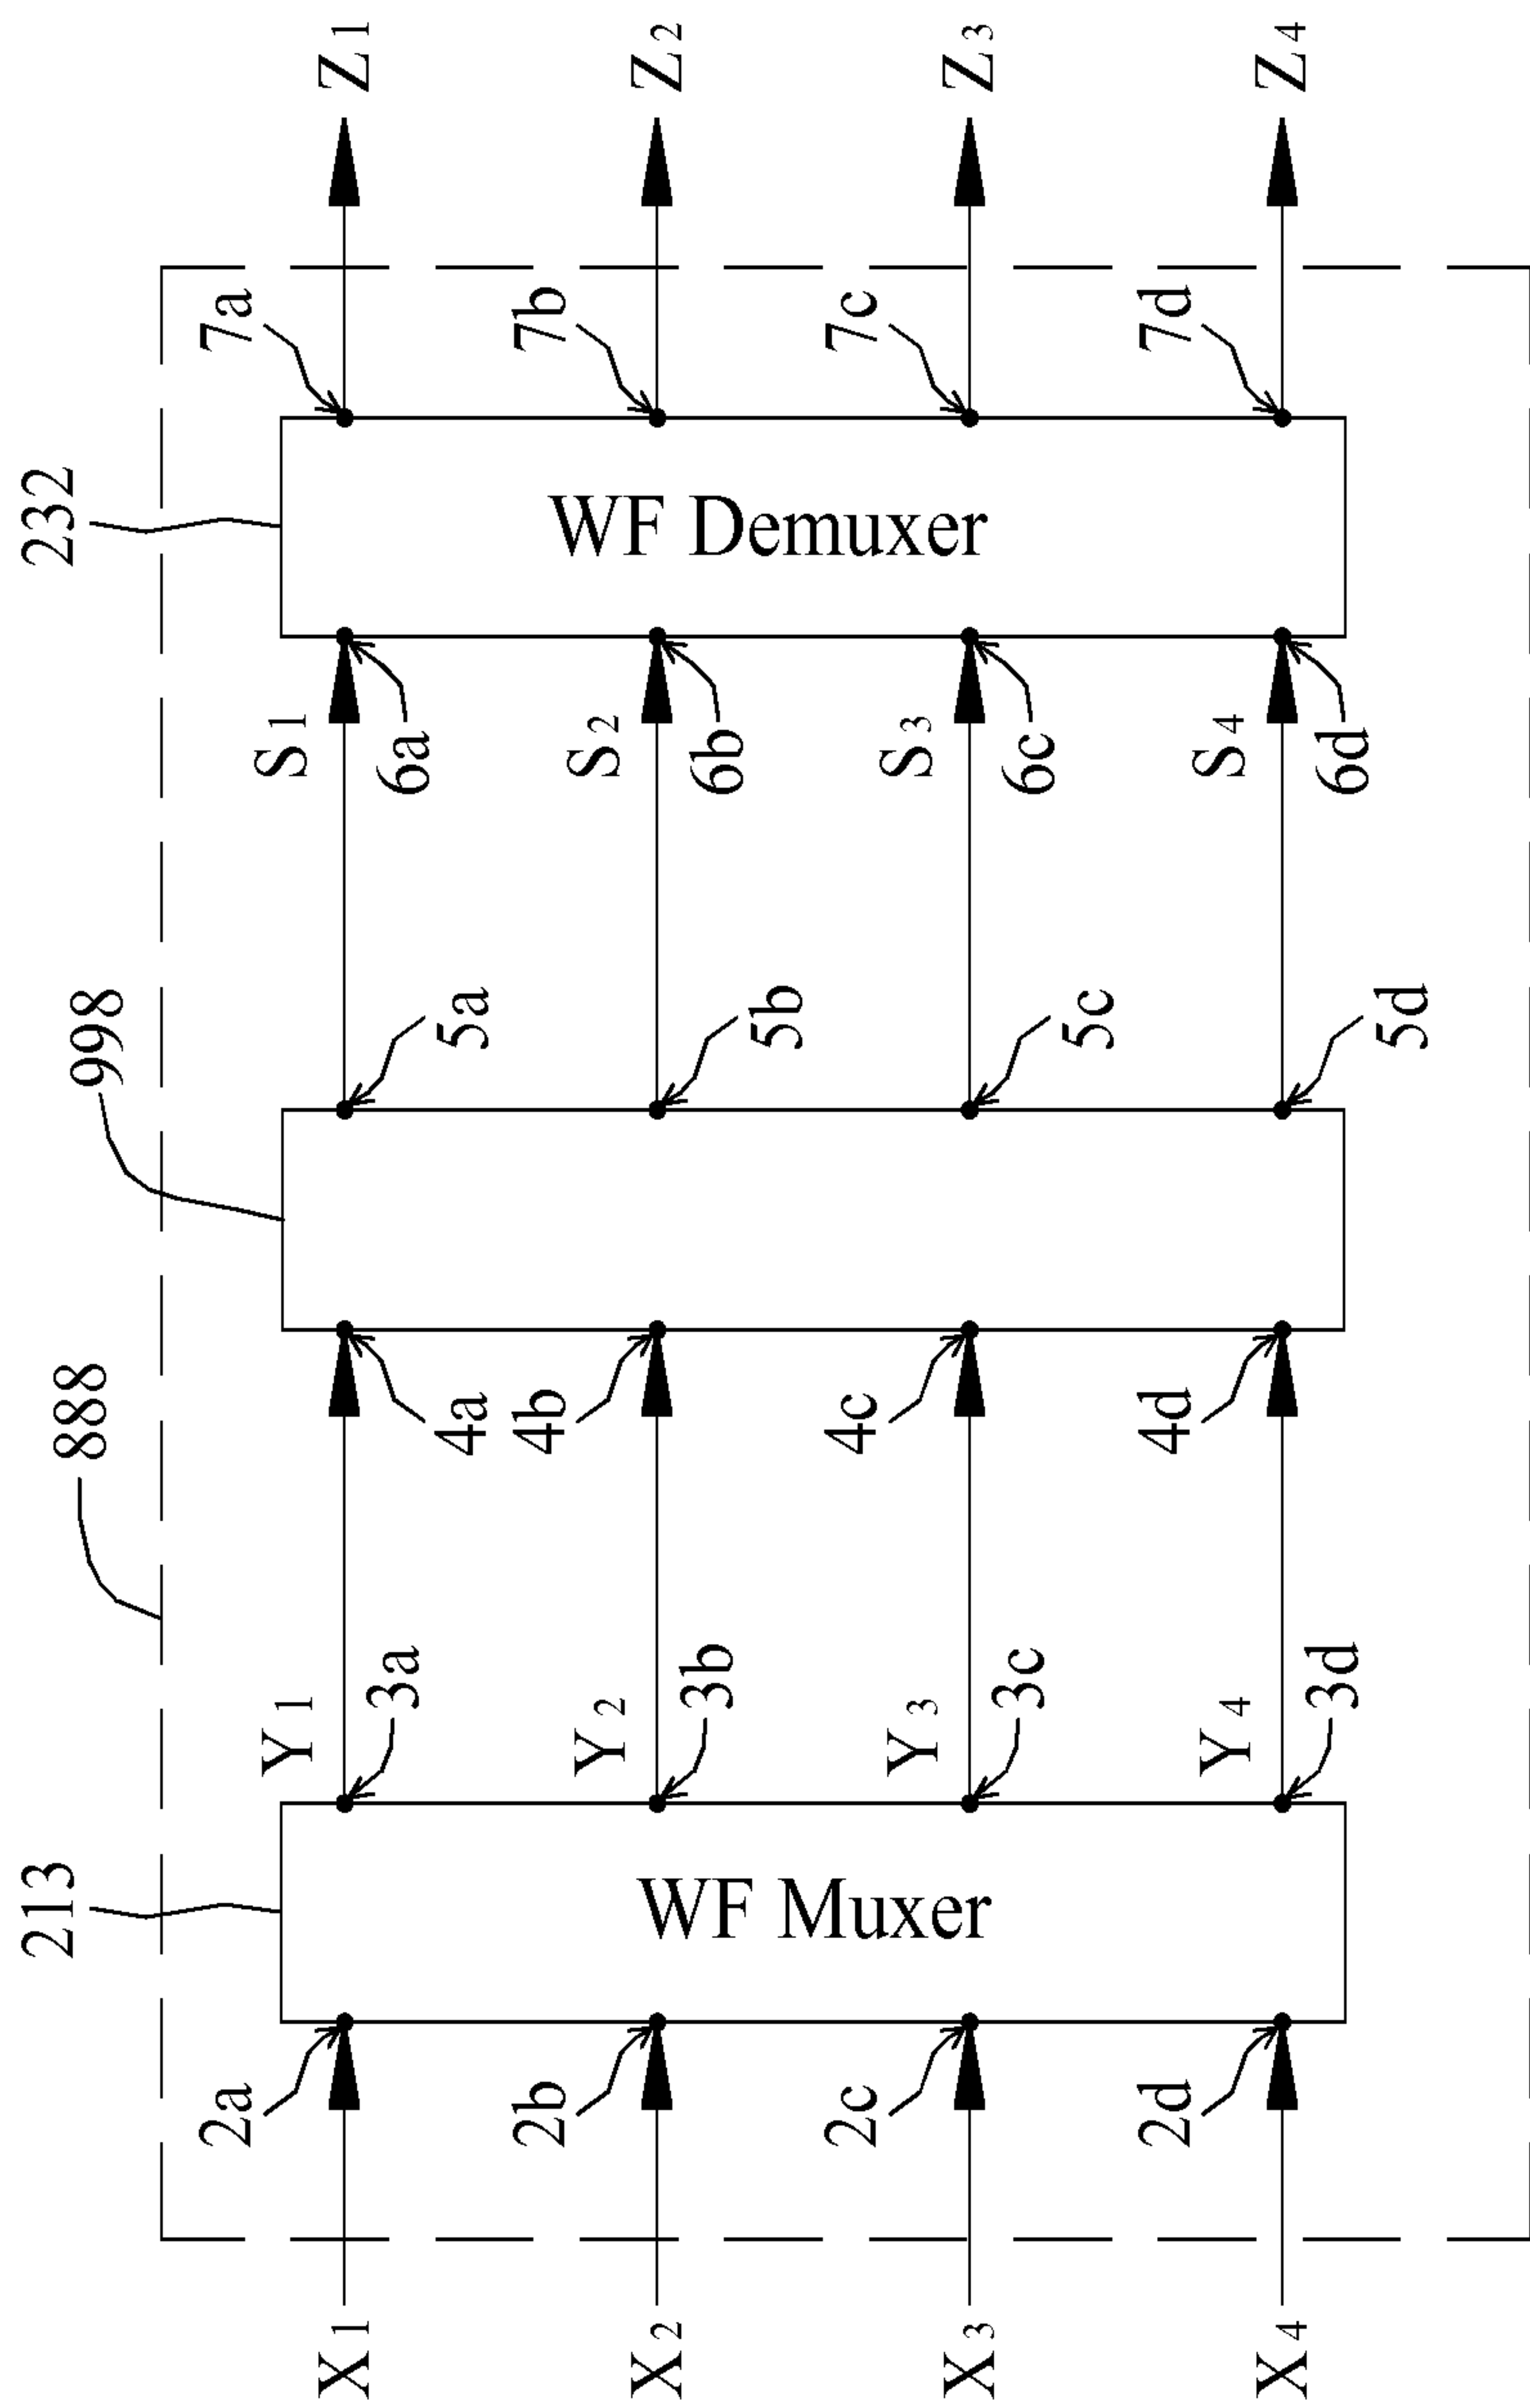 888
213
998
232
WF Muxer
WF Demuxer
X1
2a
Y1
3a
4a
5a
S1
6a
7a
Z1
X2
2b
Y2
3b
4b
5b
S2
6b
7b
Z2
X3
2c
Y3
3c
4c
5c
S3
6c
7c
Z3
X4
2d
Y4
3d
4d
5d
S4
6d
7d
Z4